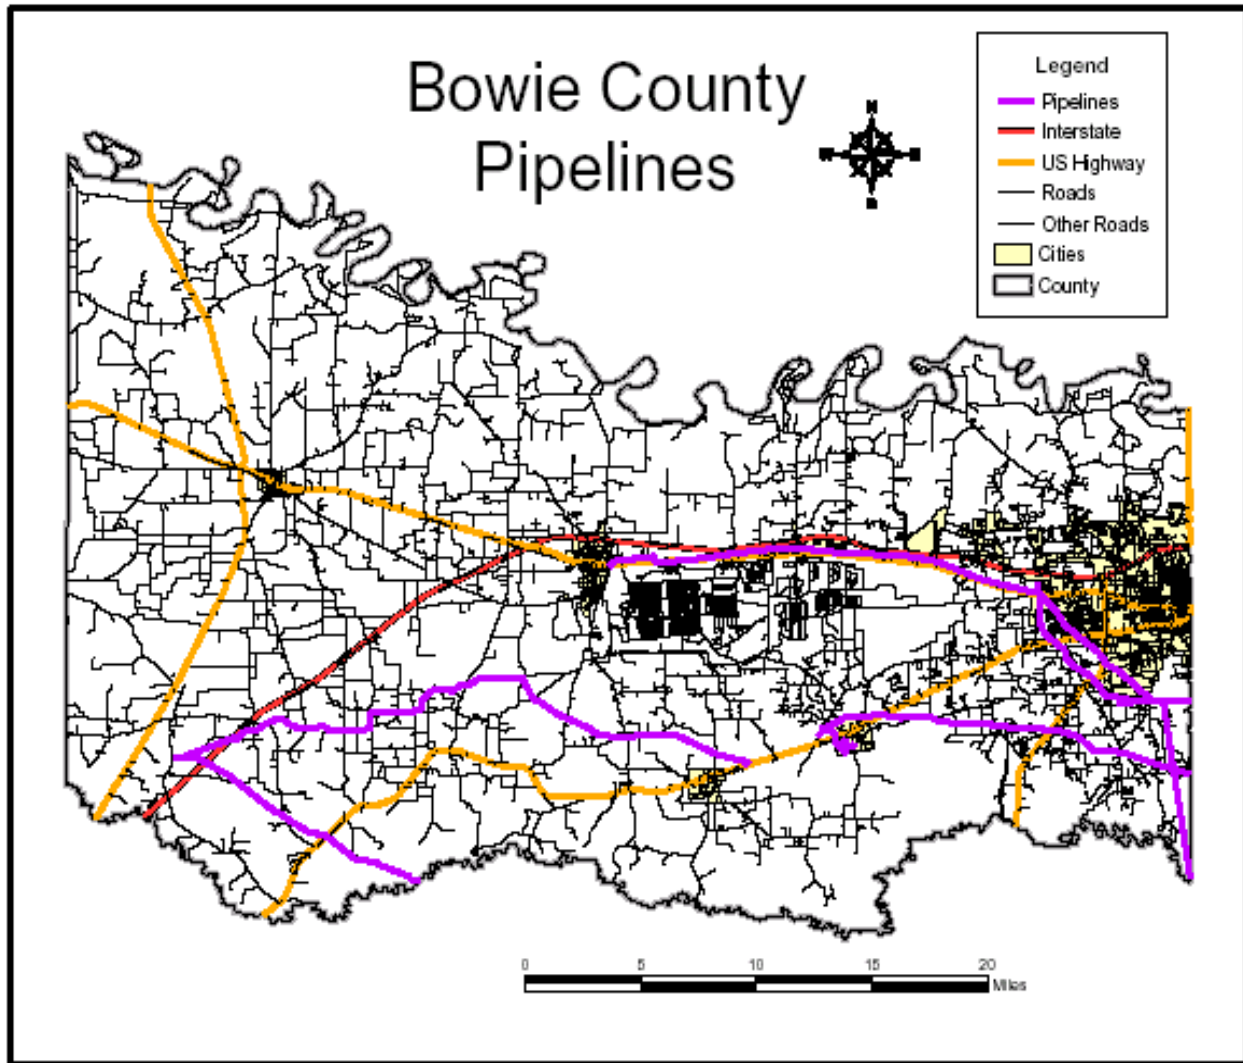 Bowie County
Pipelines
N
Legend
Pipelines
Interstate
US Highway
Roads
Other Roads
Cities
County
0 5 10 15 20
Miles